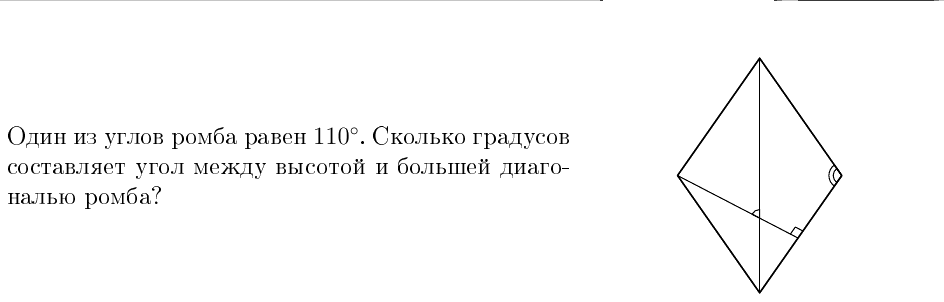 Один из углов ромба равен 110°. Сколько градусов
составляет угол между высотой и большей диаго-
налью ромба?